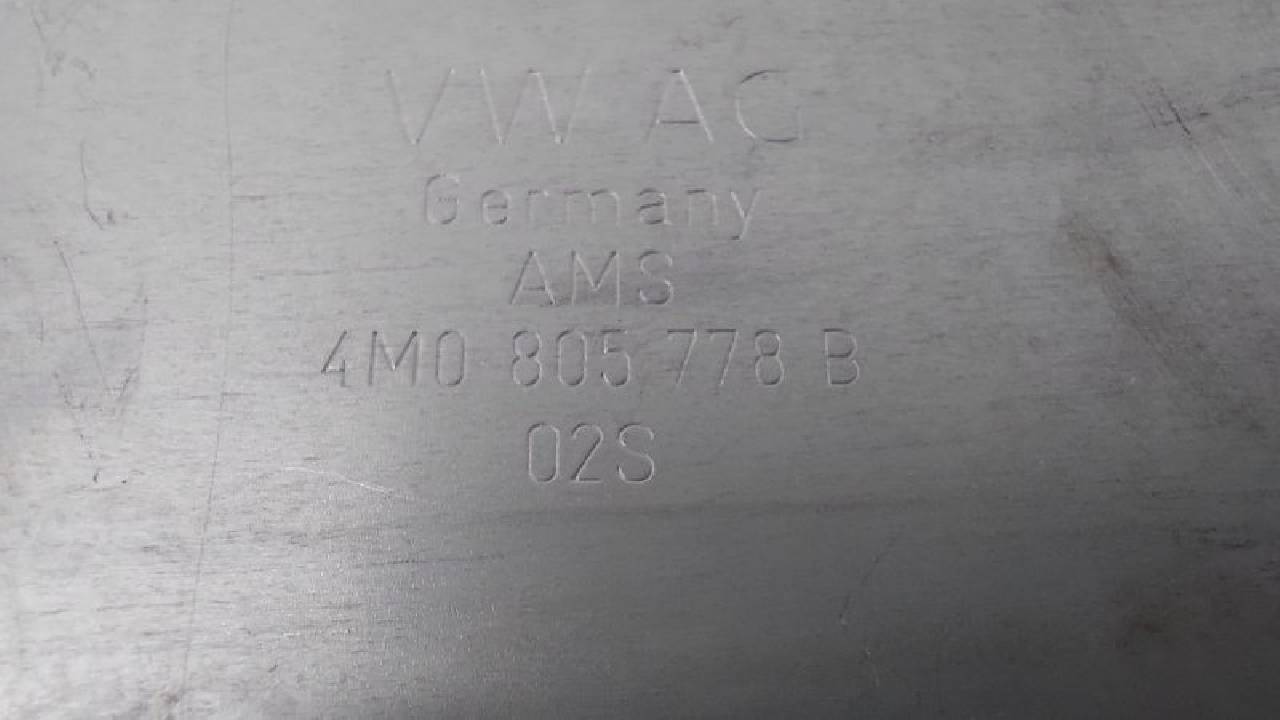 VW AG
Germany
AMS
4M0 805 778 B
02S